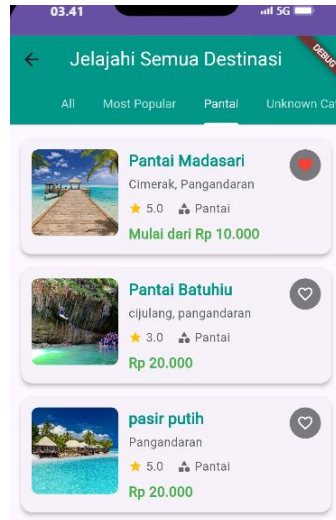 03.41
5G
Jelajahi Semua Destinasi
DEBUG
All Most Popular Pantai Unknown Cat
Pantai Madasari
Cimerak, Pangandaran
5.0 Pantai
Mulai dari Rp 10.000
Pantai Batuhiu
cijulang, pangandaran
3.0 Pantai
Rp 20.000
pasir putih
Pangandaran
5.0 Pantai
Rp 20.000